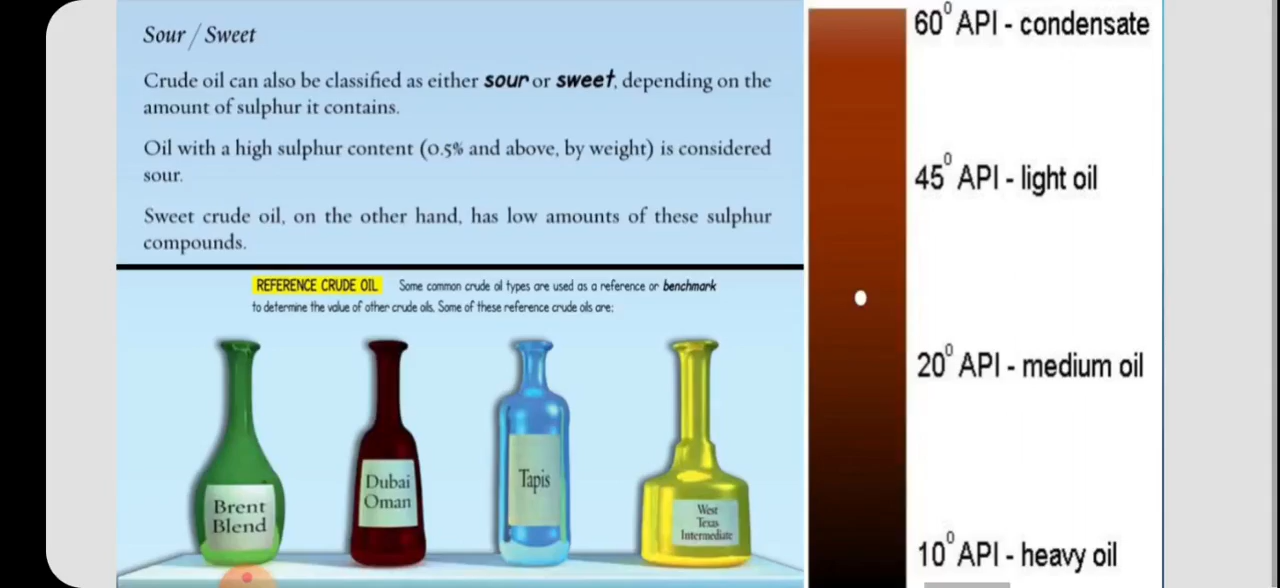 Sour / Sweet
Crude oil can also be classified as either sour or sweet, depending on the
amount of sulphur it contains.
Oil with a high sulphur content (0.5% and above, by weight) is considered
sour.
Sweet crude oil, on the other hand, has low amounts of these sulphur
compounds.
REFERENCE CRUDE OIL Some common crude oil types are used as a reference or benchmark
to determine the value of other crude oils. Some of these reference crude oils are:
Brent
Blend
Dubai
Oman
Tapis
West
Texas
Intermediate
60° API - condensate
45° API - light oil
20° API - medium oil
10° API - heavy oil